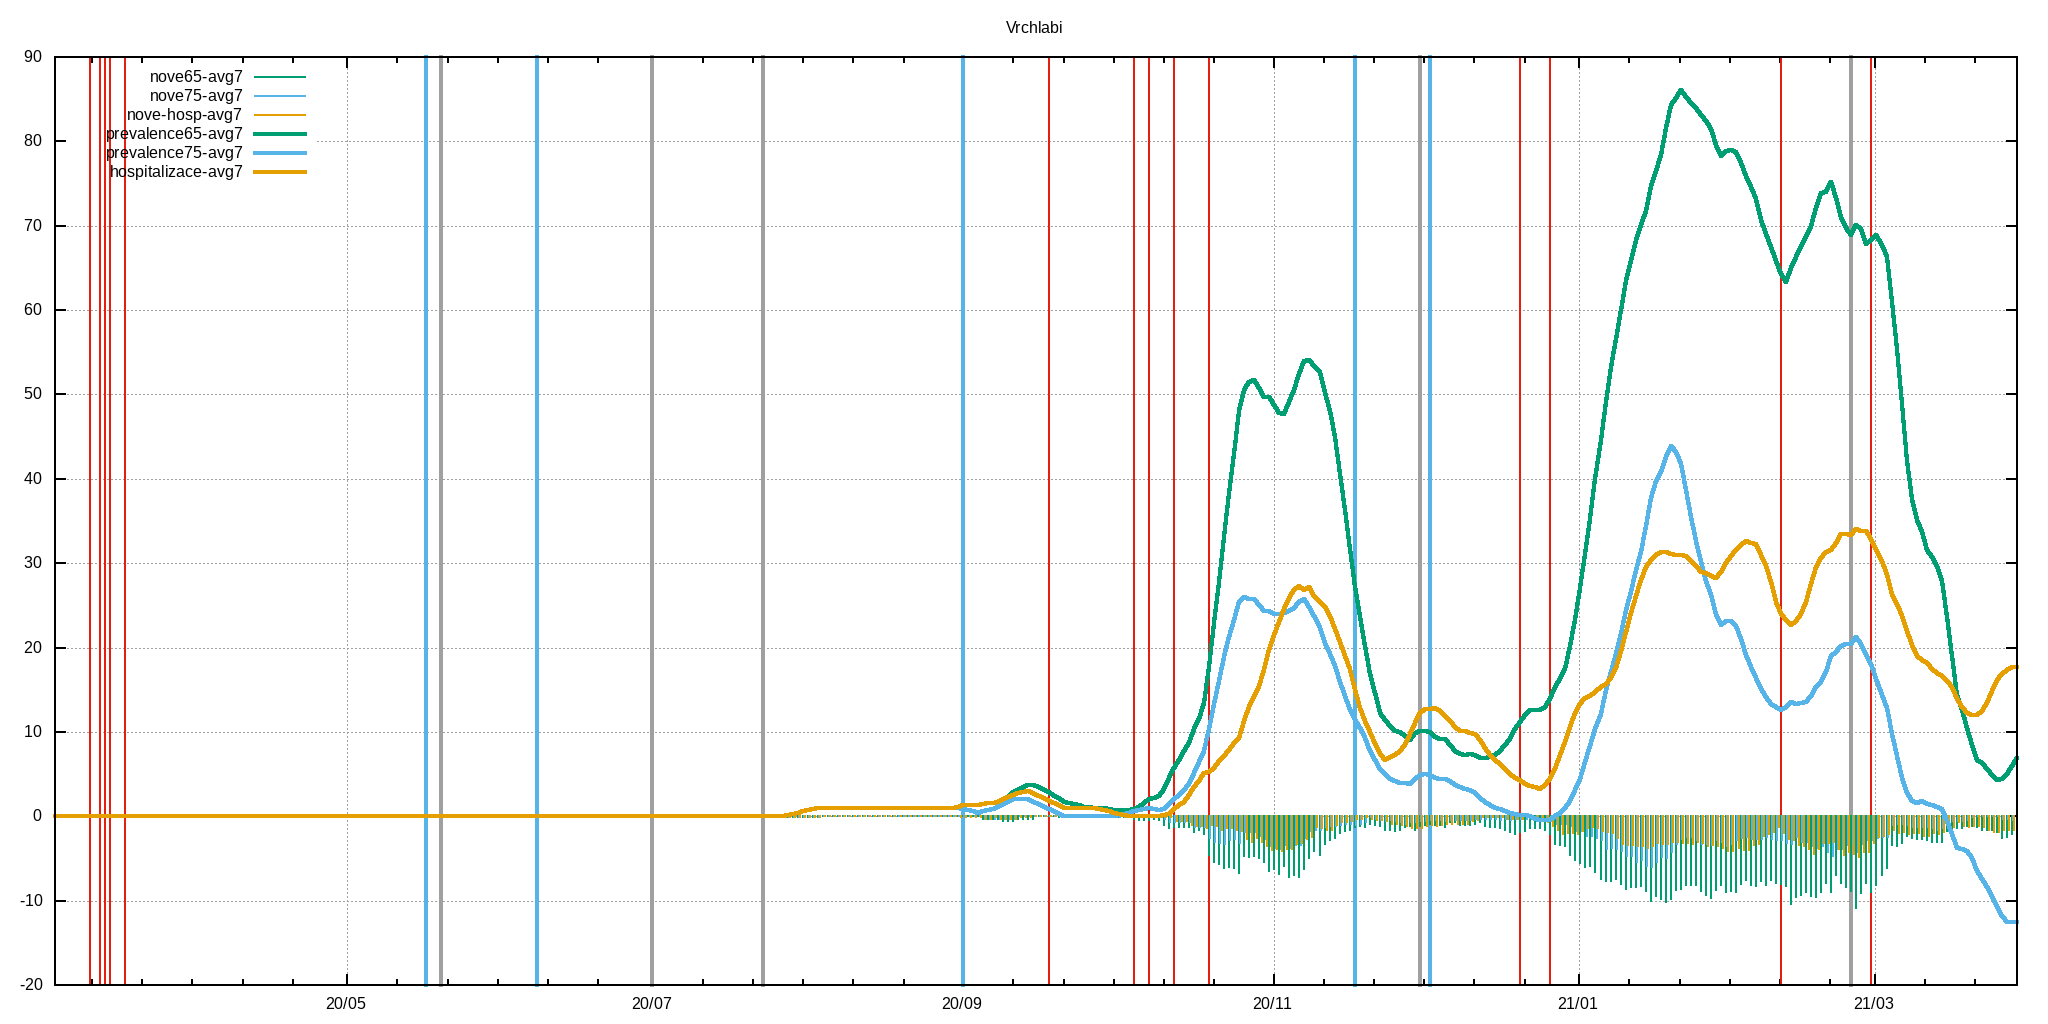 Vrchlabi
90
80
70
60
50
40
30
20
10
0
-10
-20
nove65-avg7
nove75-avg7
nove-hosp-avg7
prevalence65-avg7
prevalence75-avg7
hospitalizace-avg7
20/05 20/07 20/09 20/11 21/01 21/03